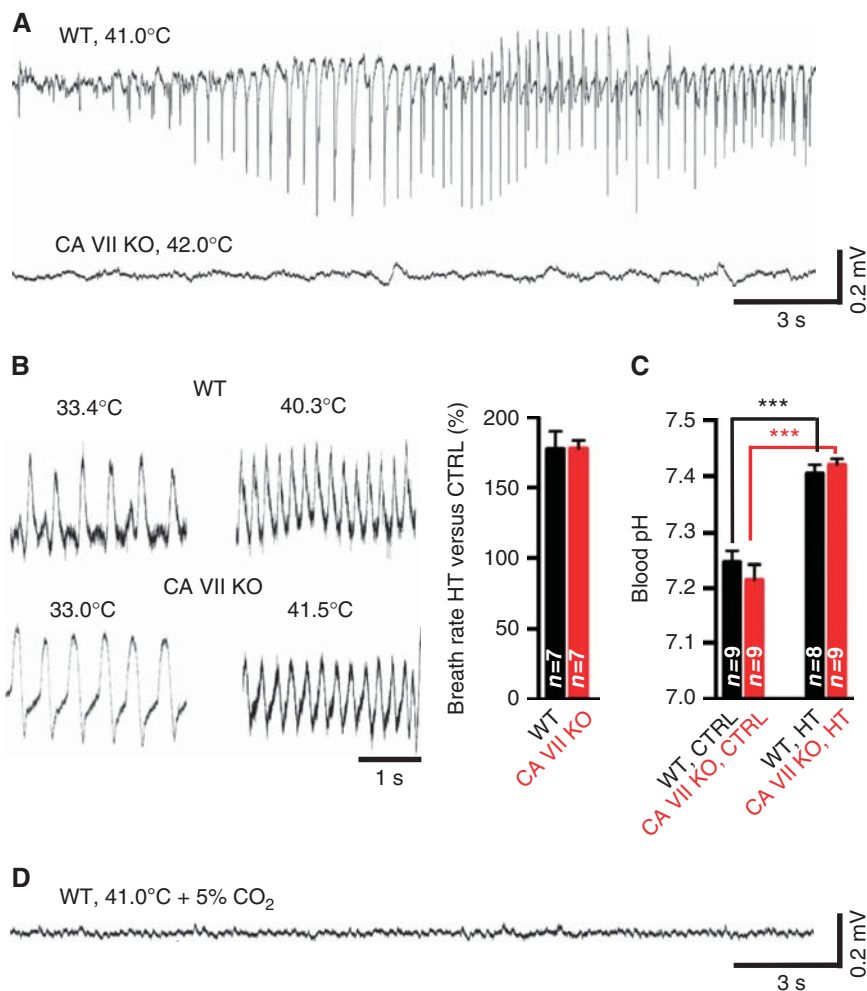 A
WT, 41.0°C
CA VII KO, 42.0°C
0.2 mV
3 s
B
WT
33.4°C 40.3°C
CA VII KO
33.0°C 41.5°C
1 s
Breath rate HT versus CTRL (%)
200
150
100
50
0
n=7
n=7
WT
CA VII KO
C
***
***
Blood pH
7.5
7.4
7.3
7.2
7.1
7.0
n=9
n=9
n=8
n=9
WT, CTRL
CA VII KO, CTRL
WT, HT
CA VII KO, HT
D
WT, 41.0°C + 5% CO₂
0.2 mV
3 s